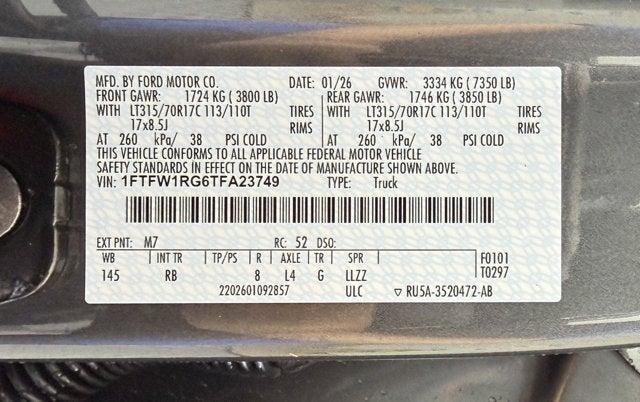 MFD. BY FORD MOTOR CO. DATE: 01/26 GVWR: 3334 KG ( 7350 LB)
FRONT GAWR: 1724 KG ( 3800 LB) REAR GAWR: 1746 KG ( 3850 LB)
WITH LT315/70R17C 113/110T TIRES WITH LT315/70R17C 113/110T TIRES
17x8.5J RIMS 17x8.5J RIMS
AT 260 kPa/ 38 PSI COLD AT 260 kPa/ 38 PSI COLD
THIS VEHICLE CONFORMS TO ALL APPLICABLE FEDERAL MOTOR VEHICLE
SAFETY STANDARDS IN EFFECT ON THE DATE OF MANUFACTURE SHOWN ABOVE.
VIN: 1FTFW1RG6TFA23749 TYPE: Truck
EXT PNT: M7 RC: 52 DSO:
WB INT TR TP/PS R AXLE TR SPR F0101
145 RB 8 L4 G LLZZ T0297
2202601092857 ULC ▽ RU5A-3520472-AB